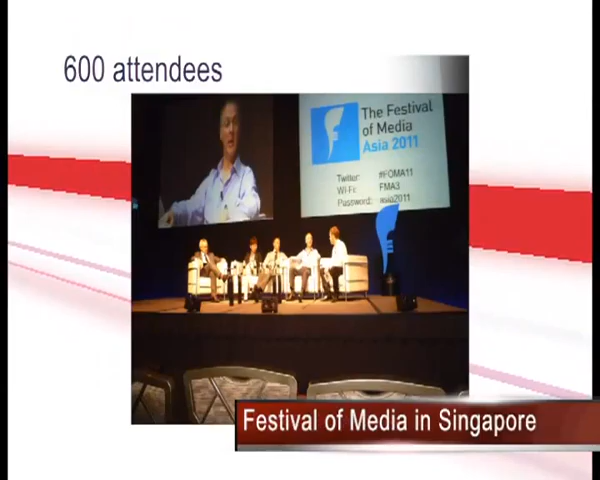 600 attendees
The Festival
of Media
Asia 2011
Twitter: #FOMA11
Wi-Fi: FMA3
Password: asia2011
Festival of Media in Singapore